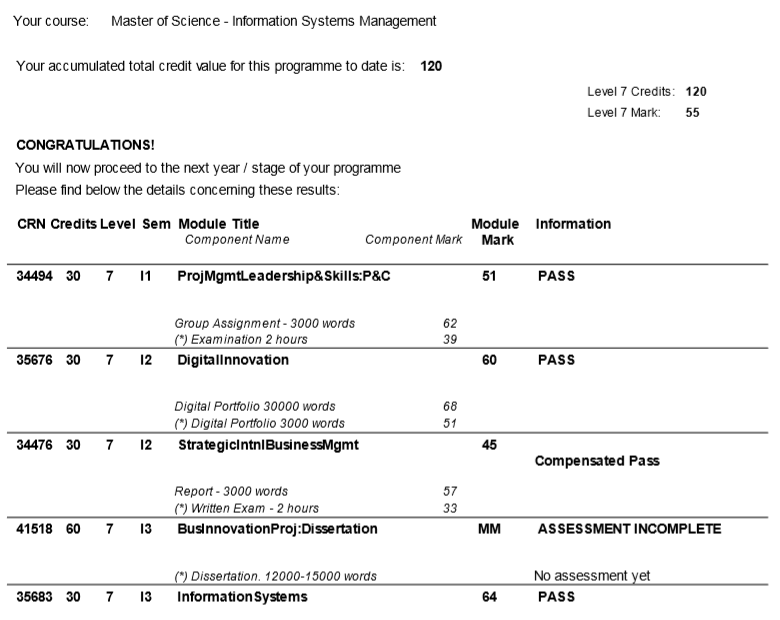 Your course: Master of Science - Information Systems Management
Your accumulated total credit value for this programme to date is: 120
Level 7 Credits: 120
Level 7 Mark: 55
CONGRATULATIONS!
You will now proceed to the next year / stage of your programme
Please find below the details concerning these results:
CRN Credits Level Sem Module Title Module Information
Component Name Component Mark Mark
34494 30 7 I1 ProjMgmtLeadership&Skills:P&C 51 PASS
Group Assignment - 3000 words 62
(*) Examination 2 hours 39
35676 30 7 I2 DigitalInnovation 60 PASS
Digital Portfolio 30000 words 68
(*) Digital Portfolio 3000 words 51
34476 30 7 I2 StrategicIntnlBusinessMgmt 45
Compensated Pass
Report - 3000 words 57
(*) Written Exam - 2 hours 33
41518 60 7 I3 BusInnovationProj:Dissertation MM ASSESSMENT INCOMPLETE
(*) Dissertation. 12000-15000 words No assessment yet
35683 30 7 I3 InformationSystems 64 PASS